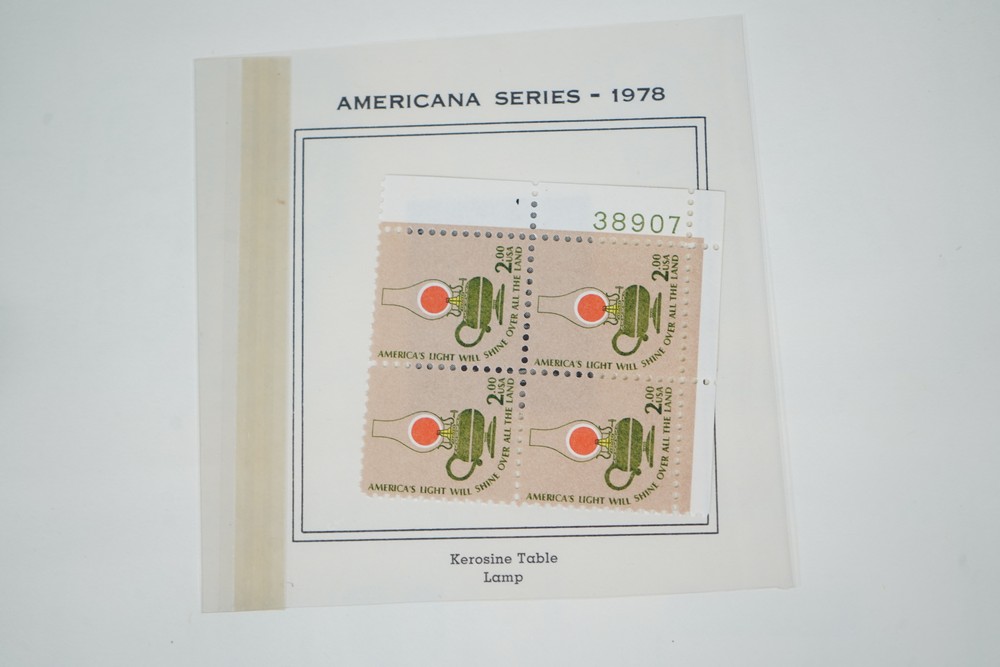 AMERICANA SERIES - 1978
38907
2.00
USA
AMERICA'S LIGHT WILL SHINE OVER ALL THE LAND
2.00
USA
AMERICA'S LIGHT WILL SHINE OVER ALL THE LAND
2.00
USA
AMERICA'S LIGHT WILL SHINE OVER ALL THE LAND
2.00
USA
AMERICA'S LIGHT WILL SHINE OVER ALL THE LAND
Kerosine Table
Lamp